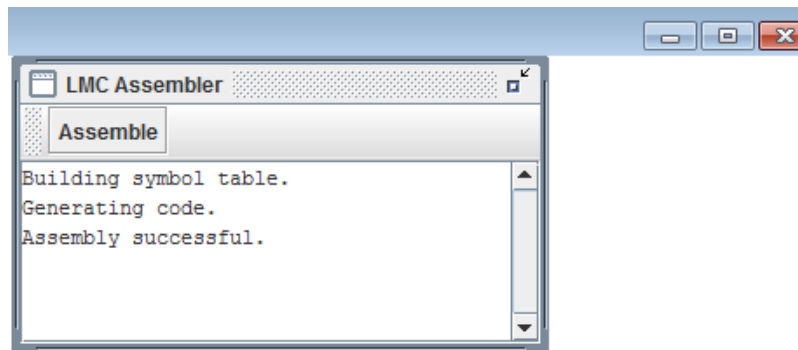 LMC Assembler
Assemble
Building symbol table.
Generating code.
Assembly successful.